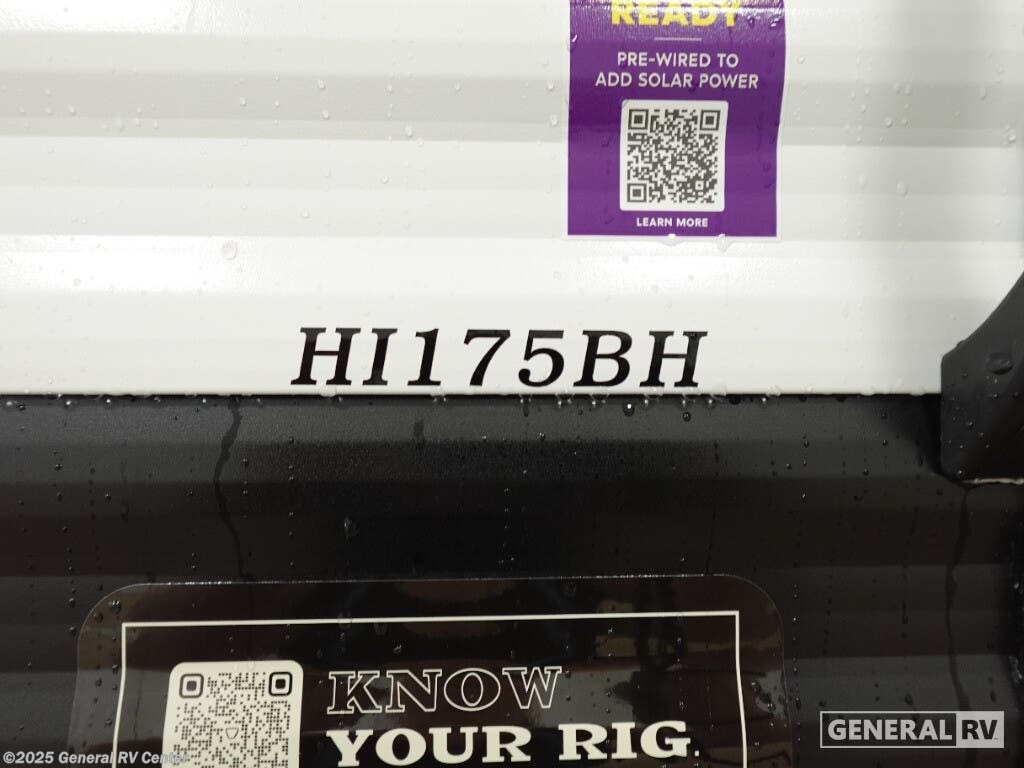 READY
PRE-WIRED TO
ADD SOLAR POWER
LEARN MORE
HI175BH
KNOW
YOUR RIG.
GENERAL RV
©2025 General RV Center